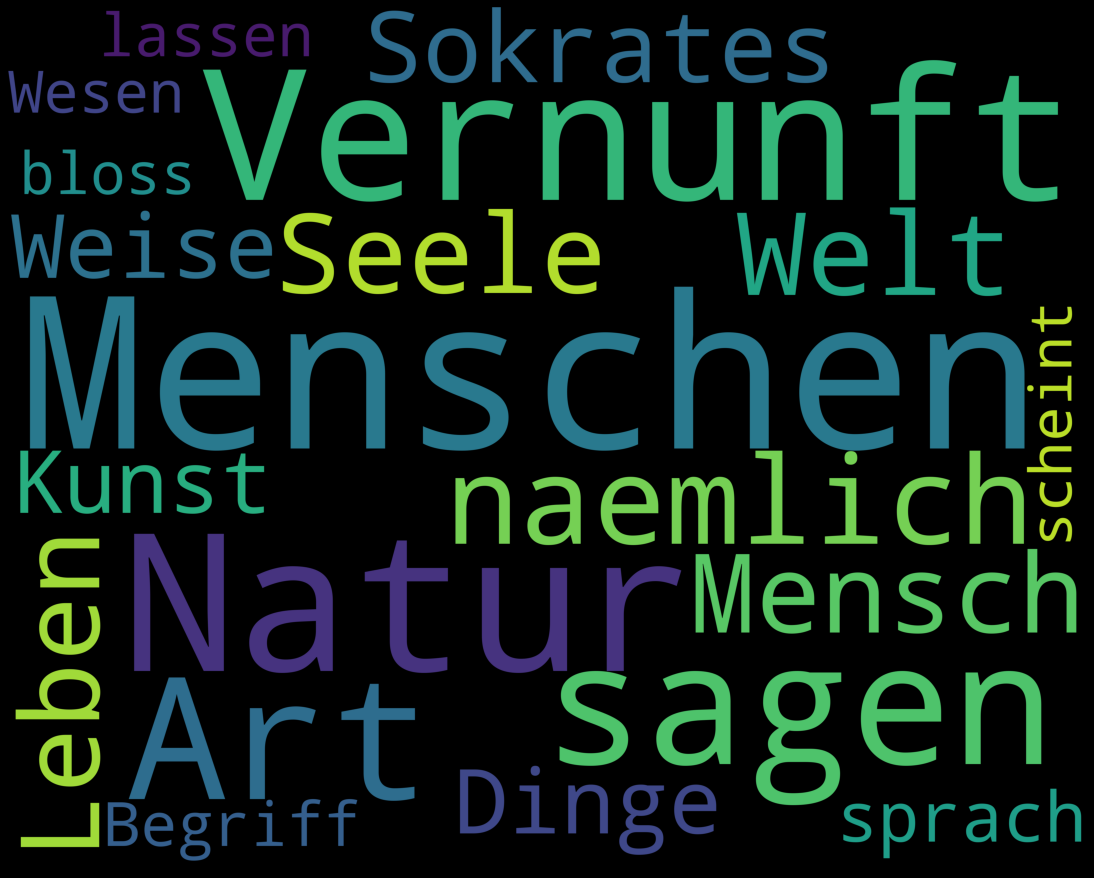 lassen
Sokrates
Wesen
Vernunft
bloss
Weise
Seele
Welt
Menschen
scheint
Kunst
naemlich
Leben
Natur
Mensch
Art
sagen
Begriff
Dinge
sprach